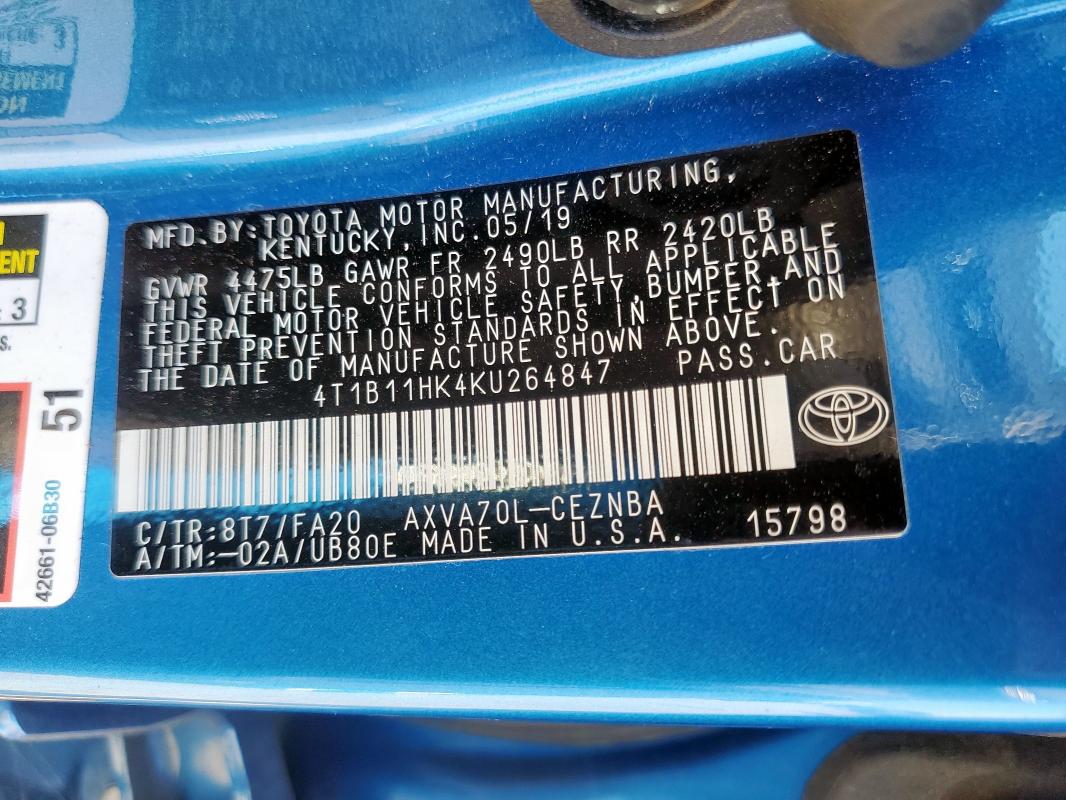 MFD.BY:TOYOTA MOTOR MANUFACTURING,
KENTUCKY,INC.05/19
GVWR 4475LB GAWR FR 2490LB RR 2420LB
THIS VEHICLE CONFORMS TO ALL APPLICABLE
FEDERAL MOTOR VEHICLE SAFETY,BUMPER,AND
THEFT PREVENTION STANDARDS IN EFFECT ON
THE DATE OF MANUFACTURE SHOWN ABOVE.
4T1B11HK4KU264847 PASS.CAR
C/TR:8T7/FA20 AXVA70L-CEZNBA
A/TM:-02A/UB80E MADE IN U.S.A. 15798
ENT
3
S.
51
42661-06B30